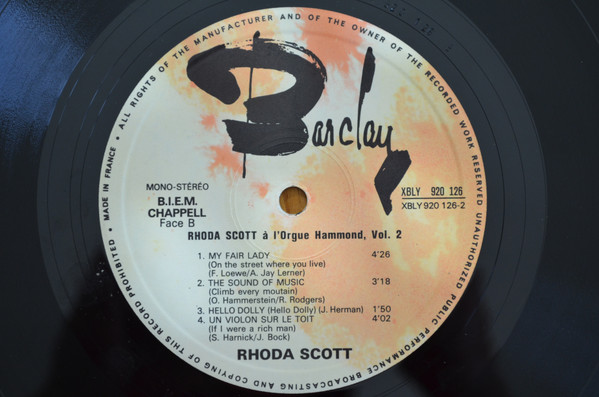 ALL RIGHTS OF THE MANUFACTURER AND OF THE OWNER OF THE RECORDED WORK RESERVED UNAUTHORIZED PUBLIC PERFORMANCE BROADCASTING AND COPYING OF THIS RECORD PROHIBITED • MADE IN FRANCE •
Barclay
MONO-STÉRÉO
B.I.E.M.
CHAPPELL
Face B
XBLY 920 126
XBLY 920 126-2
RHODA SCOTT à l'Orgue Hammond, Vol. 2
1. MY FAIR LADY 4'26
(On the street where you live)
(F. Loewe/A. Jay Lerner)
2. THE SOUND OF MUSIC 3'18
(Climb every moutain)
(O. Hammerstein/R. Rodgers)
3. HELLO DOLLY (Hello Dolly) (J. Herman) 1'50
4. UN VIOLON SUR LE TOIT 4'02
(If I were a rich man)
(S. Harnick/J. Bock)
RHODA SCOTT